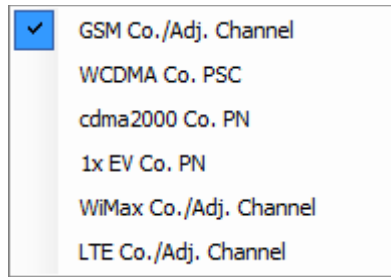 GSM Co./Adj. Channel
WCDMA Co. PSC
cdma2000 Co. PN
1x EV Co. PN
WiMax Co./Adj. Channel
LTE Co./Adj. Channel